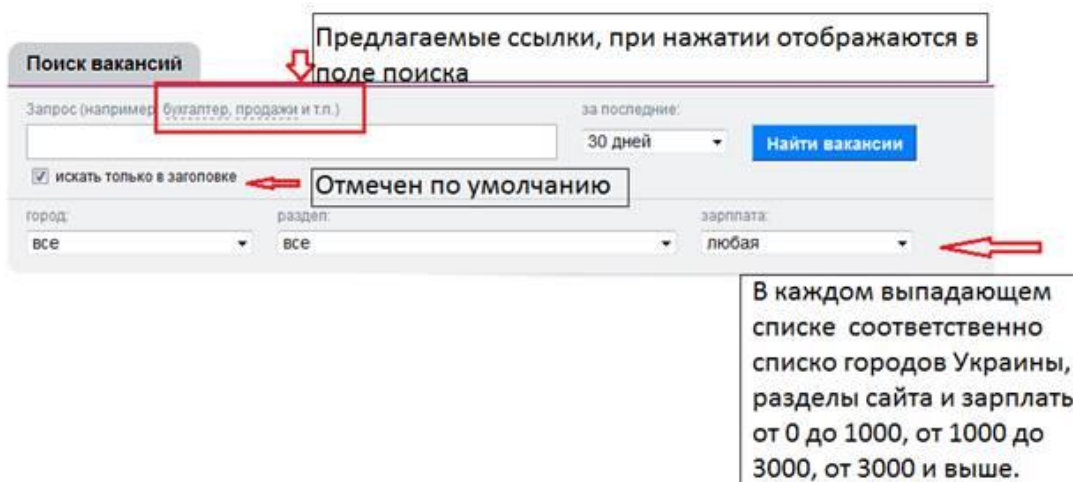 Предлагаемые ссылки, при нажатии отображаются в
поле поиска
Поиск вакансий
Запрос (например, бухгалтер, продажи и т.п.)
за последние:
30 дней
Найти вакансии
искать только в заголовке
Отмечен по умолчанию
город:
раздел:
зарплата:
все
все
любая
В каждом выпадающем
списке соответственно
списко городов Украины,
разделы сайта и зарплаты
от 0 до 1000, от 1000 до
3000, от 3000 и выше.